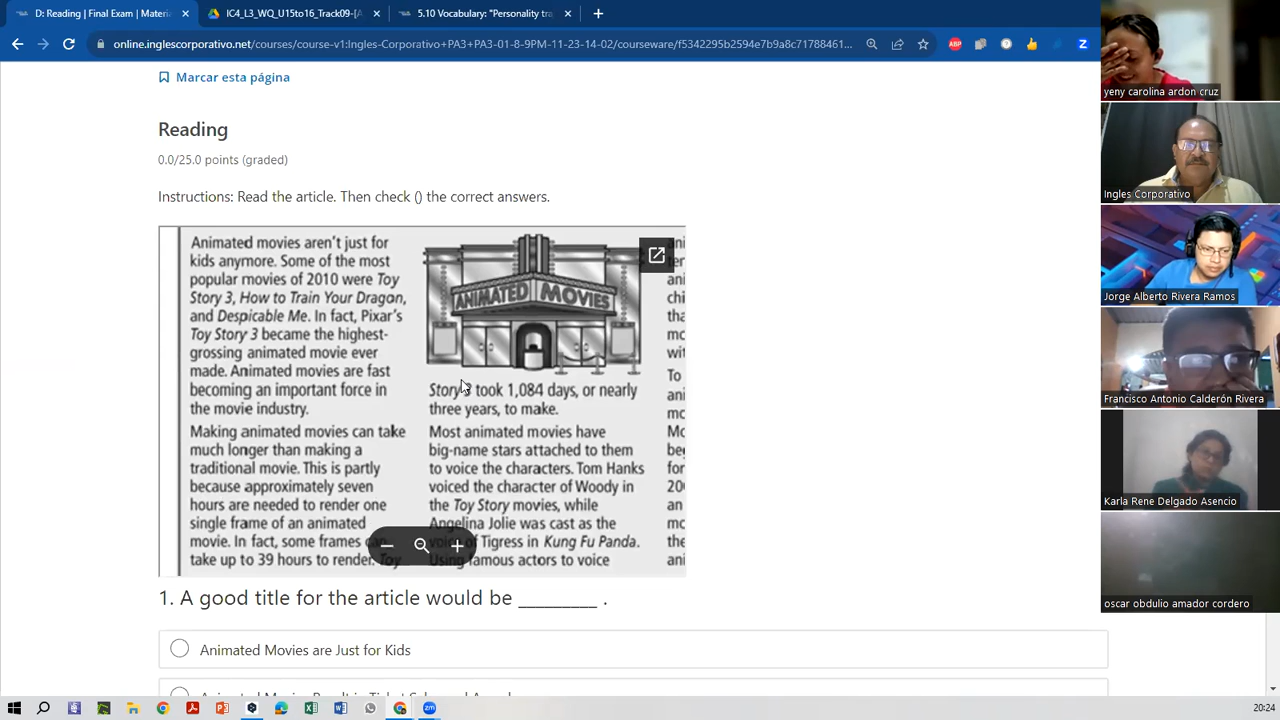 D: Reading | Final Exam | Materi
IC4_L3_WQ_U15to16_Track09-[A
5.10 Vocabulary: "Personality tra
online.inglescorporativo.net/courses/course-v1:Ingles-Corporativo+PA3+PA3-01-8-9PM-11-23-14-02/courseware/f5342295b2594e7b9a8c71788461...
ABP
Z
Marcar esta página
Reading
0.0/25.0 points (graded)
Instructions: Read the article. Then check () the correct answers.
Animated movies aren't just for
kids anymore. Some of the most
popular movies of 2010 were Toy
Story 3, How to Train Your Dragon,
and Despicable Me. In fact, Pixar's
Toy Story 3 became the highest-
grossing animated movie ever
made. Animated movies are fast
becoming an important force in
the movie industry.
Making animated movies can take
much longer than making a
traditional movie. This is partly
because approximately seven
hours are needed to render one
single frame of an animated
movie. In fact, some frames can
take up to 39 hours to render. Toy
ANIMATED MOVIES
Story 3 took 1,084 days, or nearly
three years, to make.
Most animated movies have
big-name stars attached to them
to voice the characters. Tom Hanks
voiced the character of Woody in
the Toy Story movies, while
Angelina Jolie was cast as the
voice of Tigress in Kung Fu Panda.
Using famous actors to voice
1. A good title for the article would be _________ .
Animated Movies are Just for Kids
yeny carolina ardon cruz
Ingles Corporativo
Jorge Alberto Rivera Ramos
Francisco Antonio Calderón Rivera
Karla Rene Delgado Asencio
oscar obdulio amador cordero
20:24